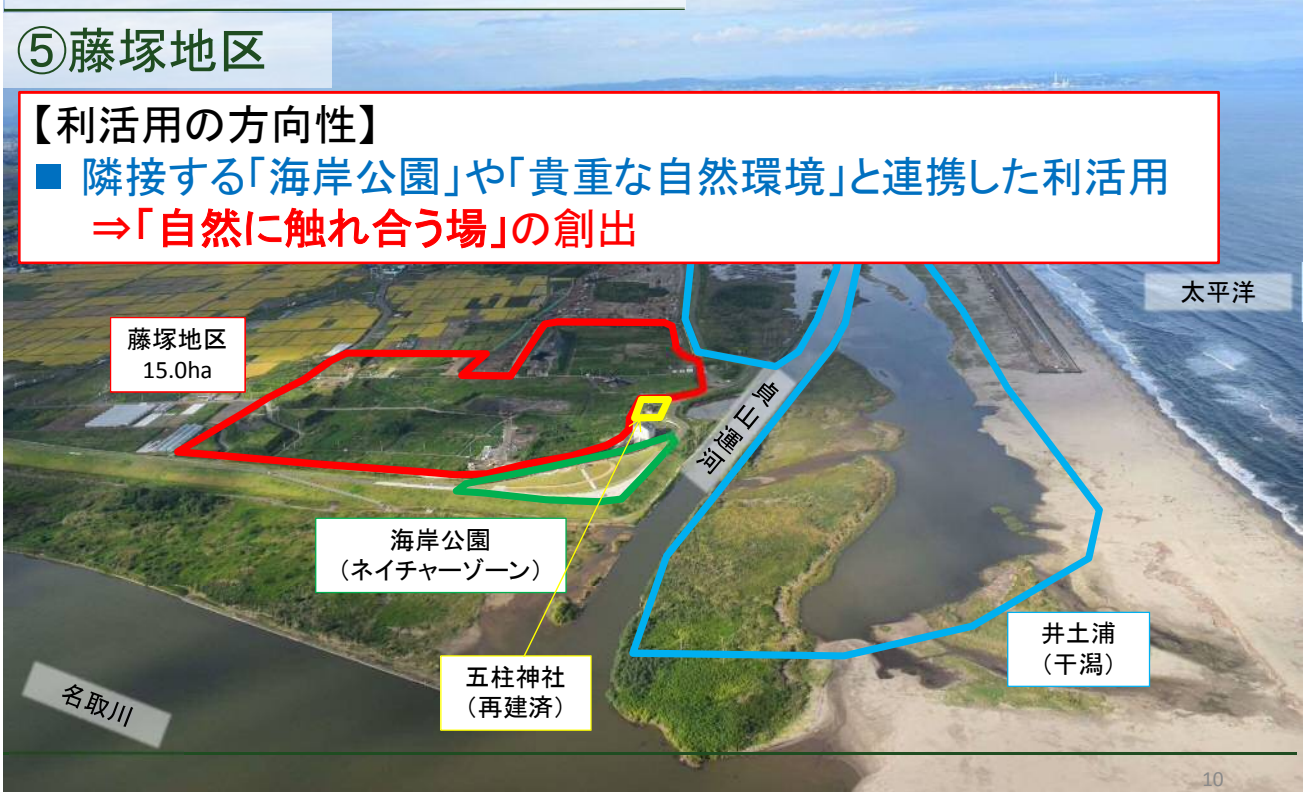 ⑤藤塚地区
【利活用の方向性】
■ 隣接する「海岸公園」や「貴重な自然環境」と連携した利活用
⇒「自然に触れ合う場」の創出
太平洋
藤塚地区
15.0ha
貞山運河
海岸公園
（ネイチャーゾーン）
井土浦
（干潟）
五柱神社
（再建済）
名取川
10